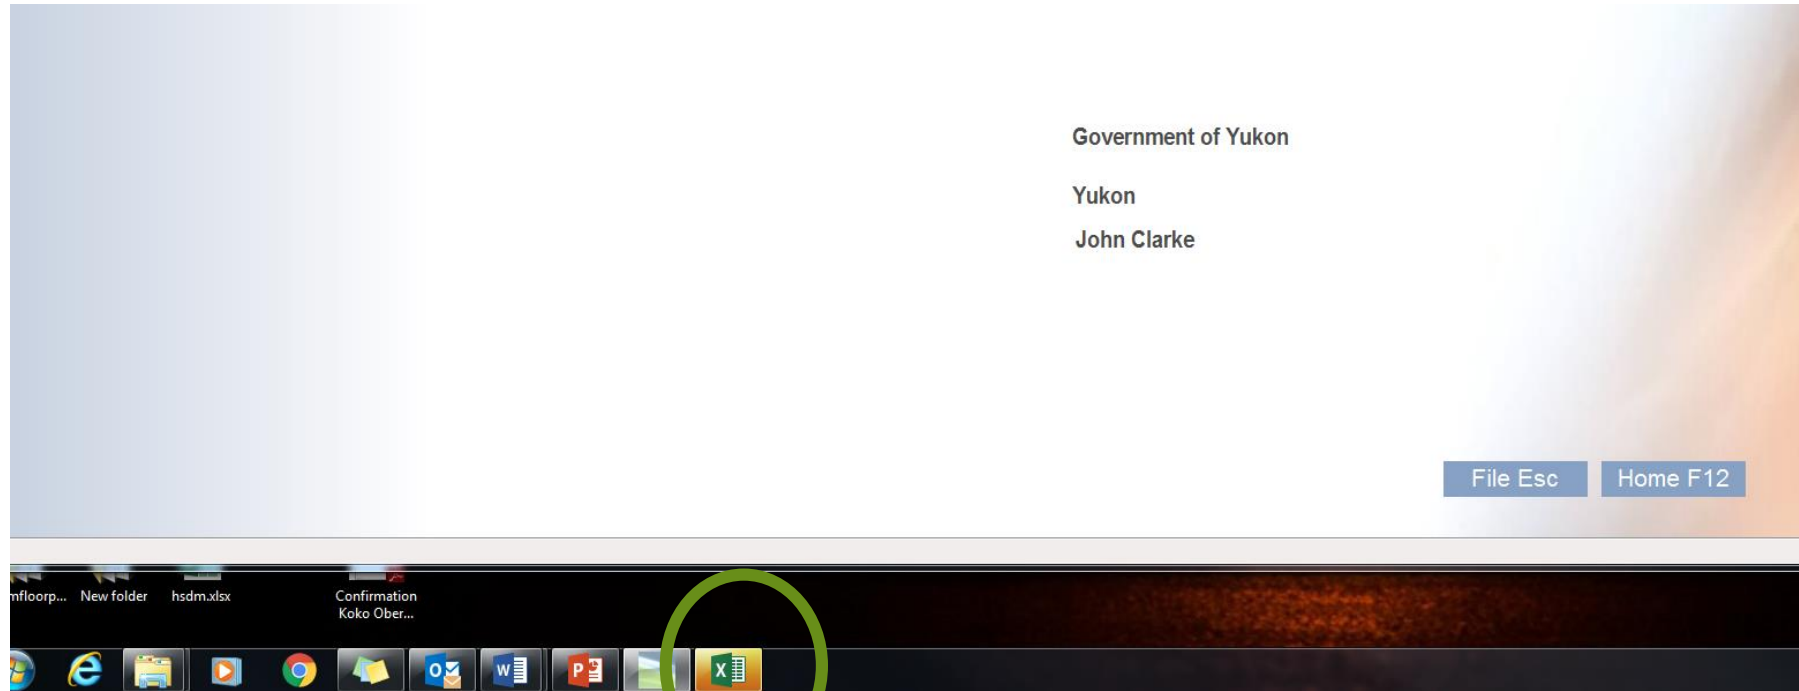 Government of Yukon
Yukon
John Clarke
File Esc Home F12
mfloorp... New folder hsdm.xlsx Confirmation
Koko Ober...